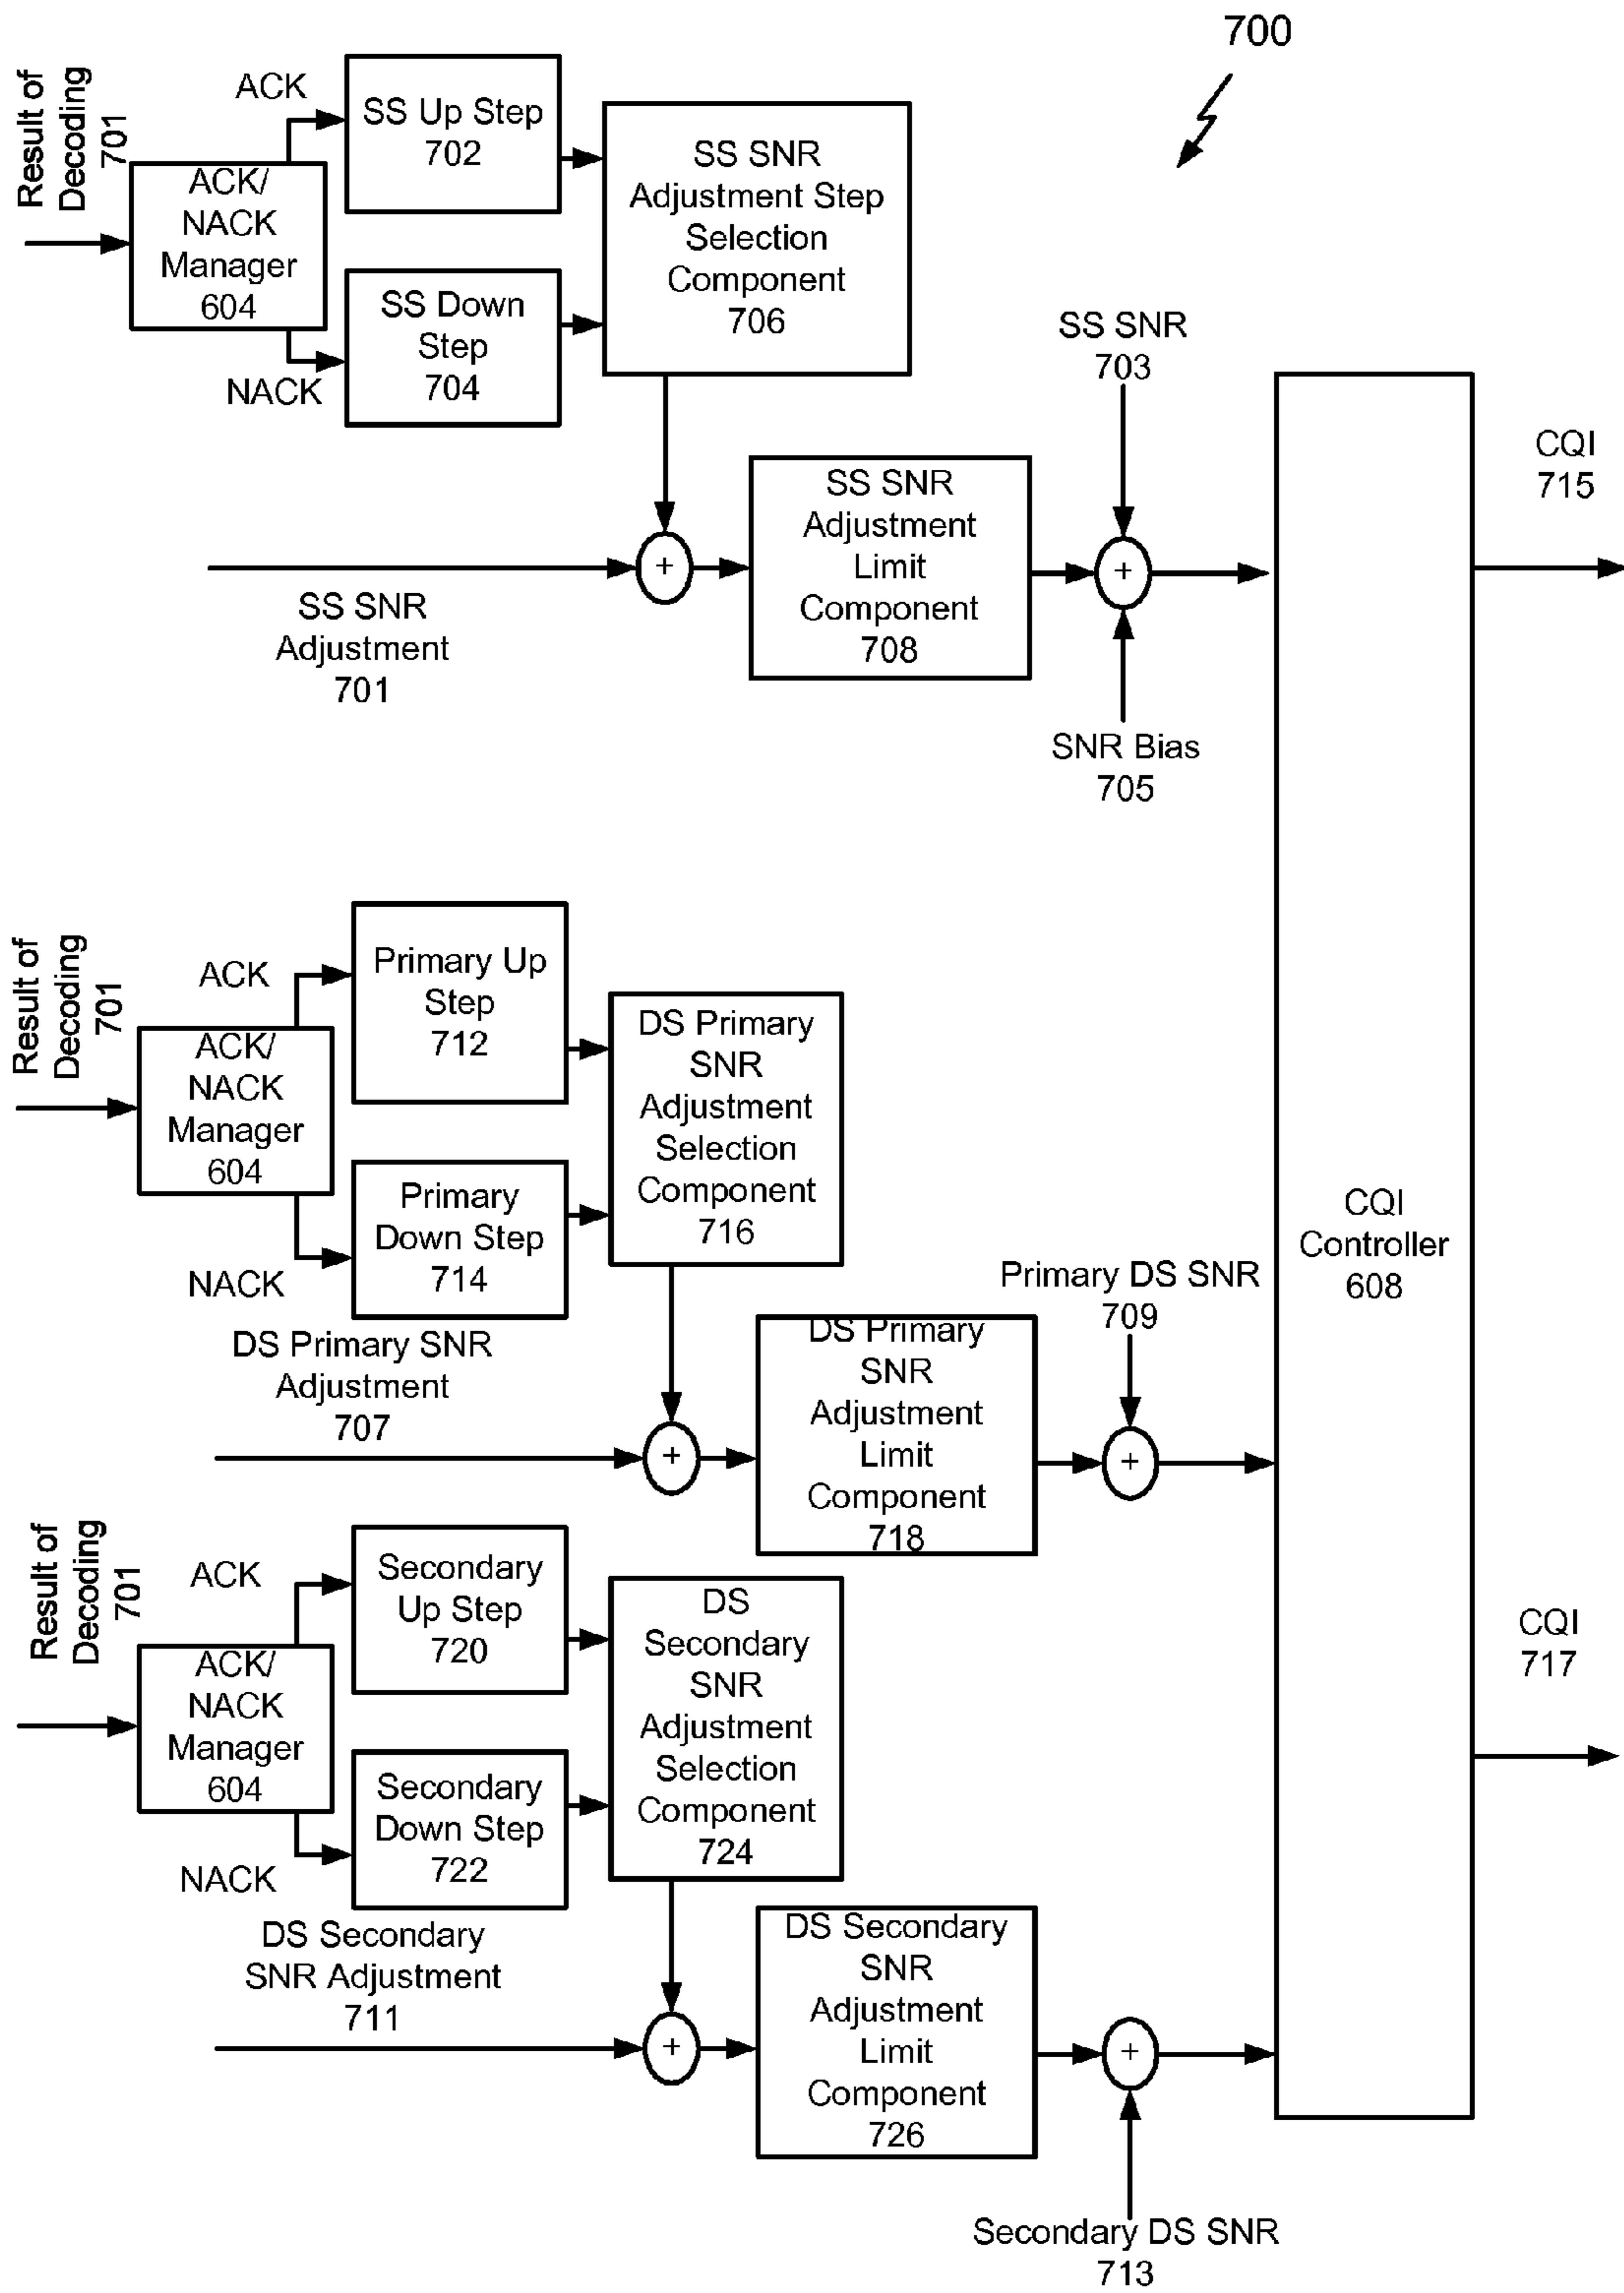 700
Result of
Decoding
701
ACK
SS Up Step
702
ACK/
NACK
Manager
604
SS Down
Step
704
NACK
SS SNR
Adjustment Step
Selection
Component
706
SS SNR
703
SS SNR
Adjustment
Limit
Component
708
+
+
SS SNR
Adjustment
701
SNR Bias
705
CQI
715
Result of
Decoding
701
ACK
Primary Up
Step
712
ACK/
NACK
Manager
604
Primary
Down Step
714
NACK
DS Primary
SNR
Adjustment
Selection
Component
716
CQI
Controller
608
Primary DS SNR
709
DS Primary SNR
Adjustment
707
+
DS Primary
SNR
Adjustment
Limit
Component
718
+
Result of
Decoding
701
ACK
Secondary
Up Step
720
ACK/
NACK
Manager
604
Secondary
Down Step
722
NACK
DS
Secondary
SNR
Adjustment
Selection
Component
724
CQI
717
DS Secondary
SNR Adjustment
711
+
DS Secondary
SNR
Adjustment
Limit
Component
726
+
Secondary DS SNR
713